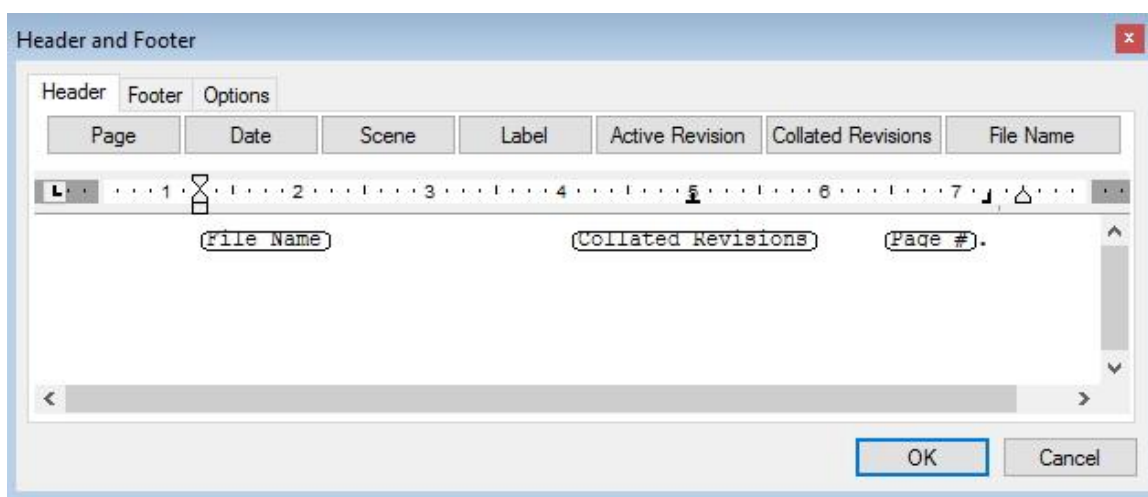 Header and Footer
x
Header Footer Options
Page Date Scene Label Active Revision Collated Revisions File Name
L 1 2 3 4 5 6 7
File Name Collated Revisions Page #.
OK Cancel